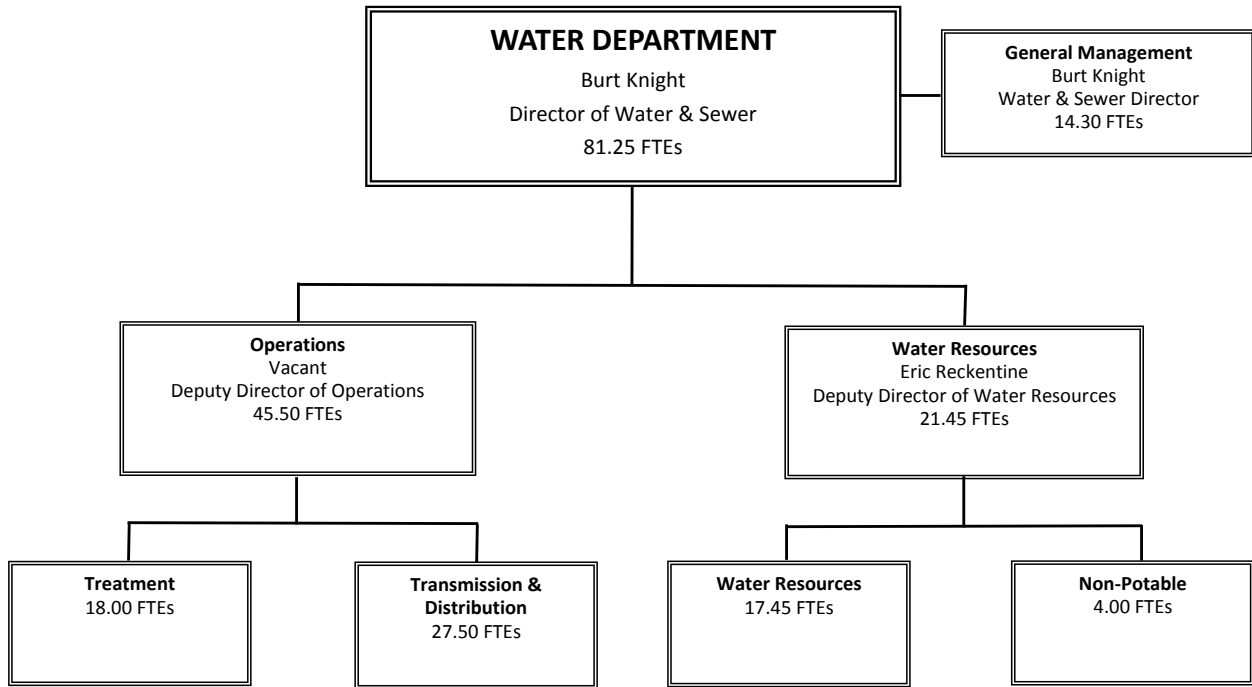 WATER DEPARTMENT
Burt Knight
Director of Water & Sewer
81.25 FTEs
General Management
Burt Knight
Water & Sewer Director
14.30 FTEs
Operations
Vacant
Deputy Director of Operations
45.50 FTEs
Water Resources
Eric Reckentine
Deputy Director of Water Resources
21.45 FTEs
Treatment
18.00 FTEs
Transmission &
Distribution
27.50 FTEs
Water Resources
17.45 FTEs
Non-Potable
4.00 FTEs